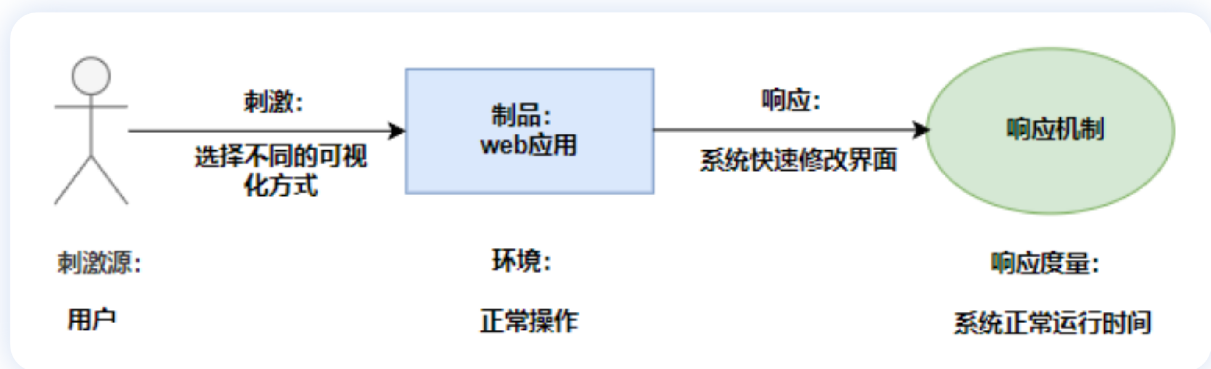 刺激:
选择不同的可视
化方式
制品:
web应用
响应:
系统快速修改界面
响应机制
刺激源:
用户
环境:
正常操作
响应度量:
系统正常运行时间